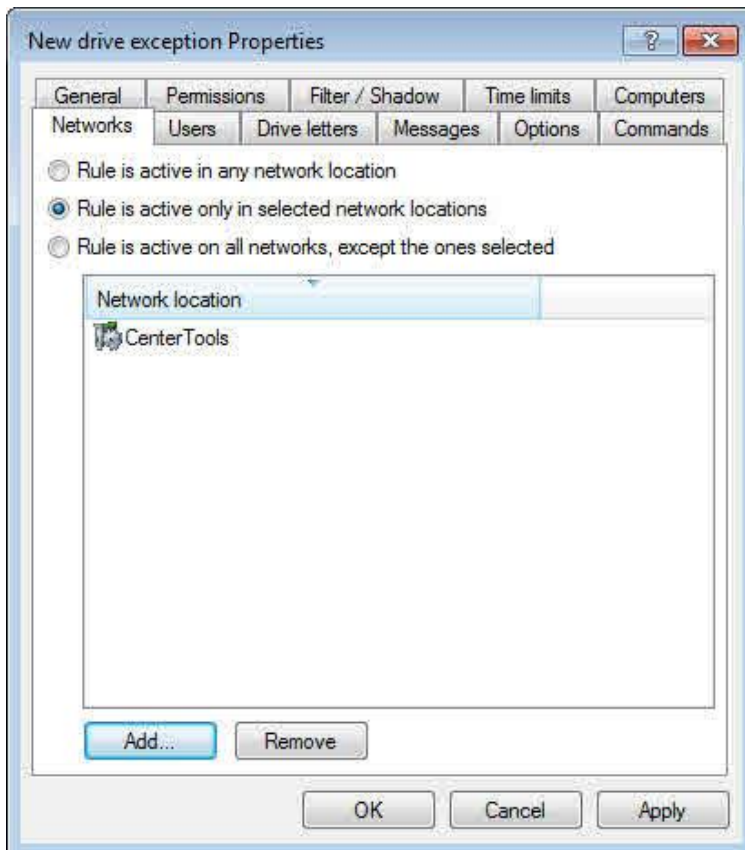 New drive exception Properties
?
General Permissions Filter / Shadow Time limits Computers
Networks Users Drive letters Messages Options Commands
Rule is active in any network location
Rule is active only in selected network locations
Rule is active on all networks, except the ones selected
Network location
CenterTools
Add... Remove
OK Cancel Apply